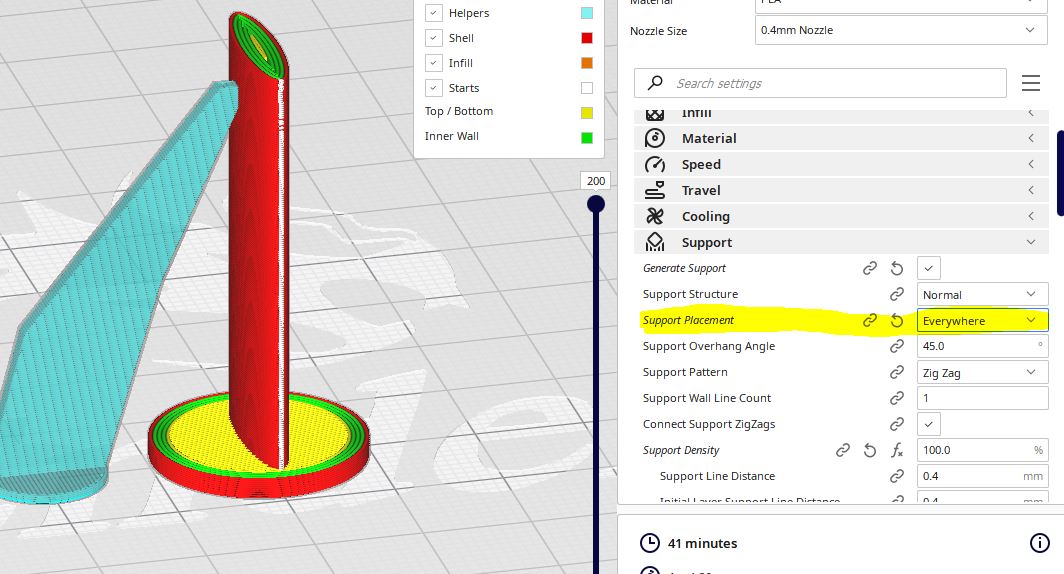 Helpers
Shell
Infill
Starts
Top / Bottom
Inner Wall
200
Nozzle Size
0.4mm Nozzle
Search settings
Infill
Material
Speed
Travel
Cooling
Support
Generate Support
Support Structure
Normal
Support Placement
Everywhere
Support Overhang Angle
45.0 °
Support Pattern
Zig Zag
Support Wall Line Count
1
Connect Support ZigZags
Support Density
100.0 %
Support Line Distance
0.4 mm
Initial Layer Support Line Distance
0.4 mm
41 minutes